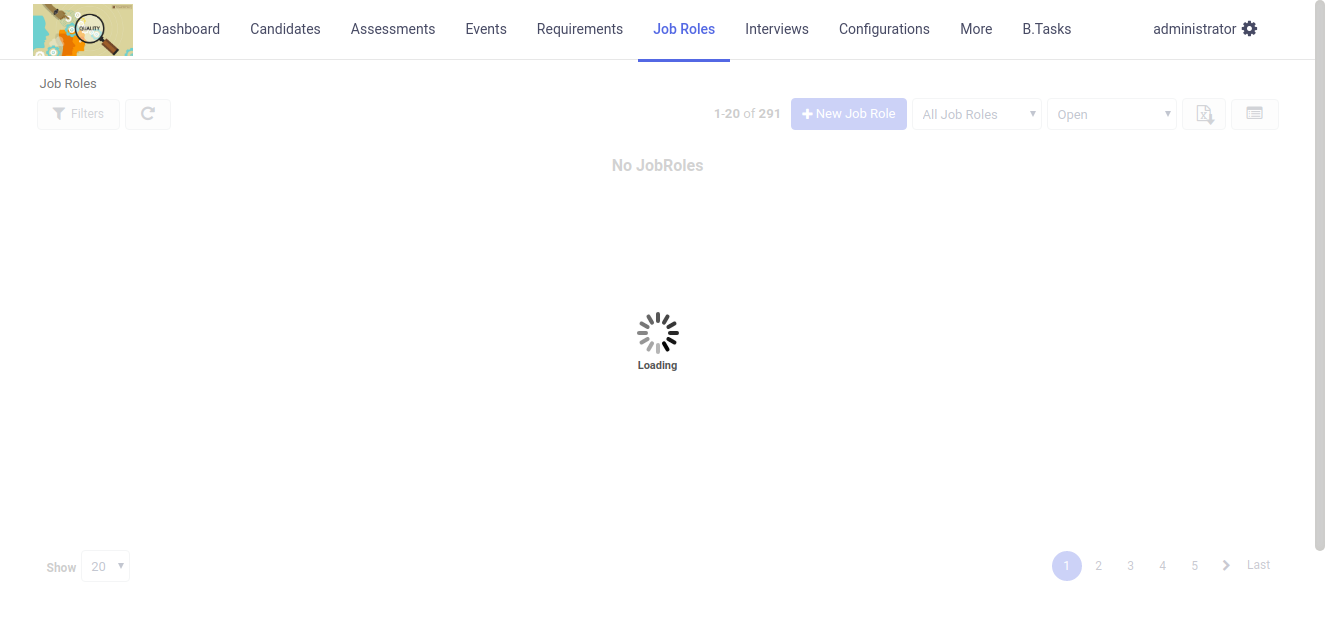 QUALITY
Dashboard Candidates Assessments Events Requirements Job Roles Interviews Configurations More B.Tasks administrator
Job Roles
Filters 1-20 of 291 New Job Role All Job Roles Open
No JobRoles
Loading
Show 20 1 2 3 4 5 Last